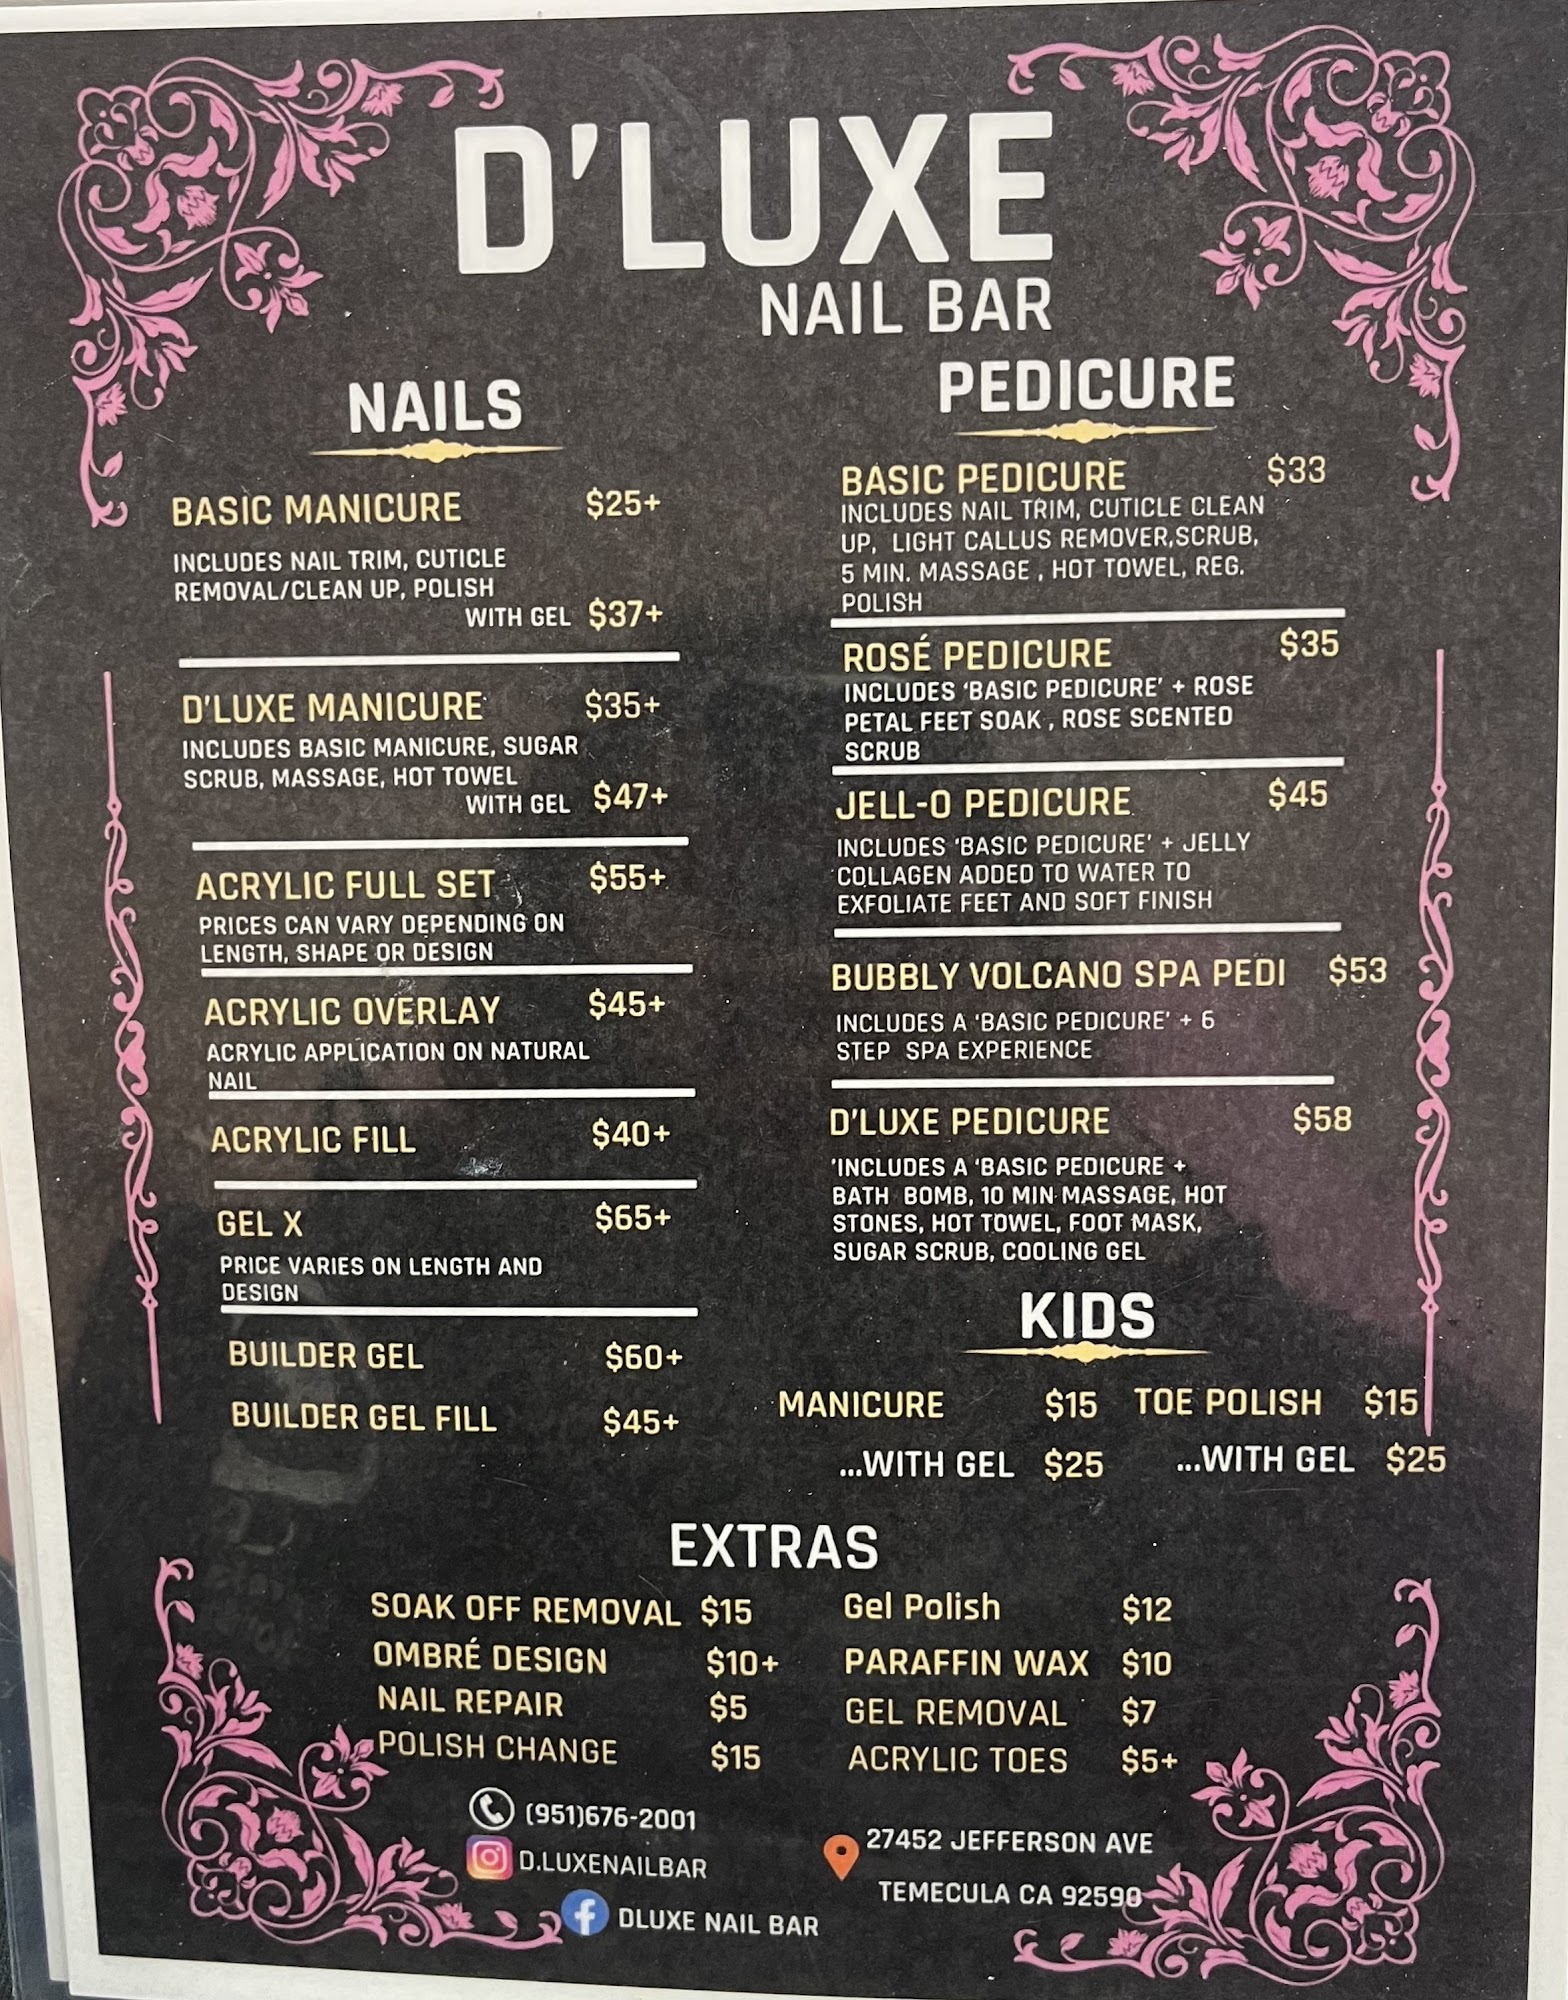 D'LUXE
NAIL BAR
NAILS
BASIC MANICURE $25+
INCLUDES NAIL TRIM, CUTICLE
REMOVAL/CLEAN UP, POLISH
WITH GEL $37+
D'LUXE MANICURE $35+
INCLUDES BASIC MANICURE, SUGAR
SCRUB, MASSAGE, HOT TOWEL
WITH GEL $47+
ACRYLIC FULL SET $55+
PRICES CAN VARY DEPENDING ON
LENGTH, SHAPE OR DESIGN
ACRYLIC OVERLAY $45+
ACRYLIC APPLICATION ON NATURAL
NAIL
ACRYLIC FILL $40+
GEL X $65+
PRICE VARIES ON LENGTH AND
DESIGN
BUILDER GEL $60+
BUILDER GEL FILL $45+
PEDICURE
BASIC PEDICURE $33
INCLUDES NAIL TRIM, CUTICLE CLEAN
UP, LIGHT CALLUS REMOVER,SCRUB,
5 MIN. MASSAGE , HOT TOWEL, REG.
POLISH
ROSÉ PEDICURE $35
INCLUDES 'BASIC PEDICURE' + ROSE
PETAL FEET SOAK , ROSE SCENTED
SCRUB
JELL-O PEDICURE $45
INCLUDES 'BASIC PEDICURE' + JELLY
COLLAGEN ADDED TO WATER TO
EXFOLIATE FEET AND SOFT FINISH
BUBBLY VOLCANO SPA PEDI $53
INCLUDES A 'BASIC PEDICURE' + 6
STEP SPA EXPERIENCE
D'LUXE PEDICURE $58
'INCLUDES A 'BASIC PEDICURE +
BATH BOMB, 10 MIN MASSAGE, HOT
STONES, HOT TOWEL, FOOT MASK,
SUGAR SCRUB, COOLING GEL
KIDS
MANICURE $15 TOE POLISH $15
...WITH GEL $25 ...WITH GEL $25
EXTRAS
SOAK OFF REMOVAL $15 Gel Polish $12
OMBRÉ DESIGN $10+ PARAFFIN WAX $10
NAIL REPAIR $5 GEL REMOVAL $7
POLISH CHANGE $15 ACRYLIC TOES $5+
(951)676-2001
D.LUXENAILBAR
DLUXE NAIL BAR
27452 JEFFERSON AVE
TEMECULA CA 92590